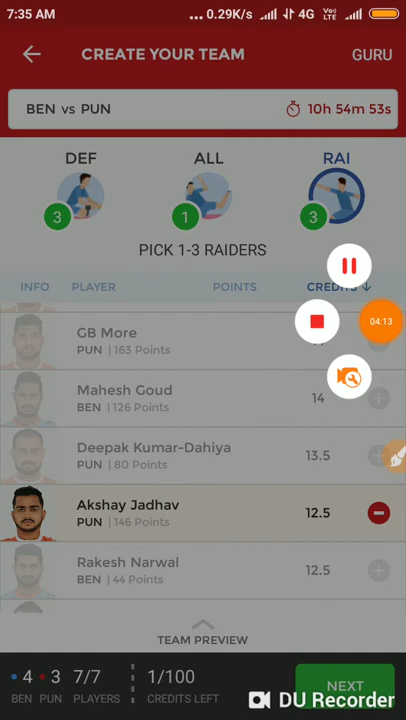 7:35 AM ... 0.29K/s 4G Vo) LTE
CREATE YOUR TEAM GURU
BEN vs PUN 10h 54m 53s
DEF ALL RAI
3 1 3
PICK 1-3 RAIDERS
INFO PLAYER POINTS CREDITS
GB More
PUN | 163 Points
Mahesh Goud 14
BEN | 126 Points
Deepak Kumar-Dahiya 13.5
PUN | 80 Points
Akshay Jadhav 12.5
PUN | 146 Points
Rakesh Narwal 12.5
BEN | 44 Points
04:13
TEAM PREVIEW
4 3 7/7 1/100 NEXT
BEN PUN PLAYERS CREDITS LEFT
DU Recorder